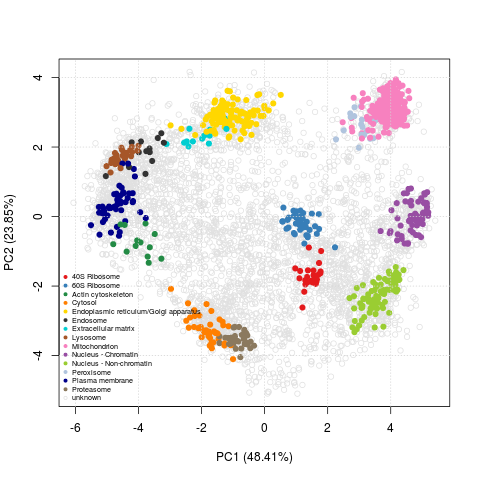 4
2
0
-2
-4
PC2 (23.85%)
40S Ribosome
60S Ribosome
Actin cytoskeleton
Cytosol
Endoplasmic reticulum/Golgi apparatus
Endosome
Extracellular matrix
Lysosome
Mitochondrion
Nucleus - Chromatin
Nucleus - Non-chromatin
Peroxisome
Plasma membrane
Proteasome
unknown
-6 -4 -2 0 2 4
PC1 (48.41%)